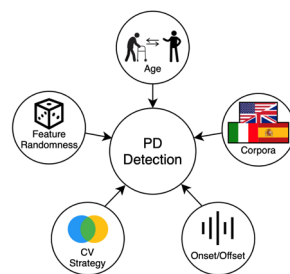 Age
Feature
Randomness
PD
Detection
Corpora
CV
Strategy
Onset/Offset